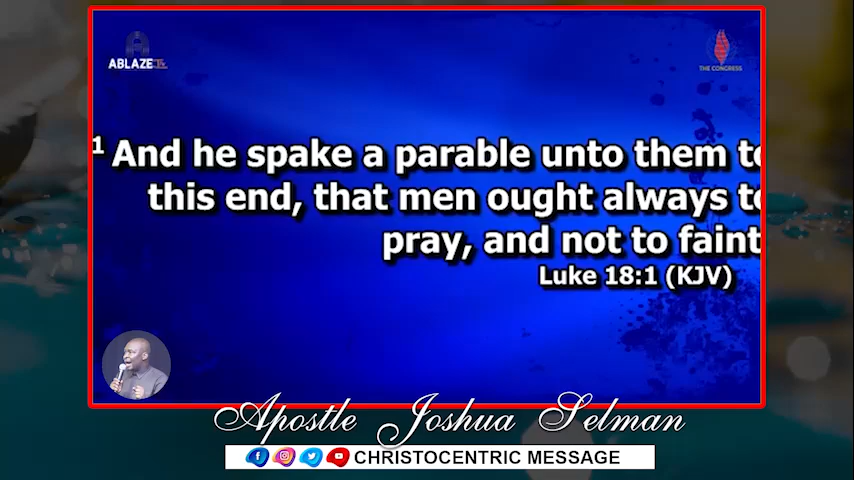 ABLAZE TV
THE CONGRESS
1 And he spake a parable unto them to
this end, that men ought always to
pray, and not to faint
Luke 18:1 (KJV)
Apostle Joshua Selman
CHRISTOCENTRIC MESSAGE